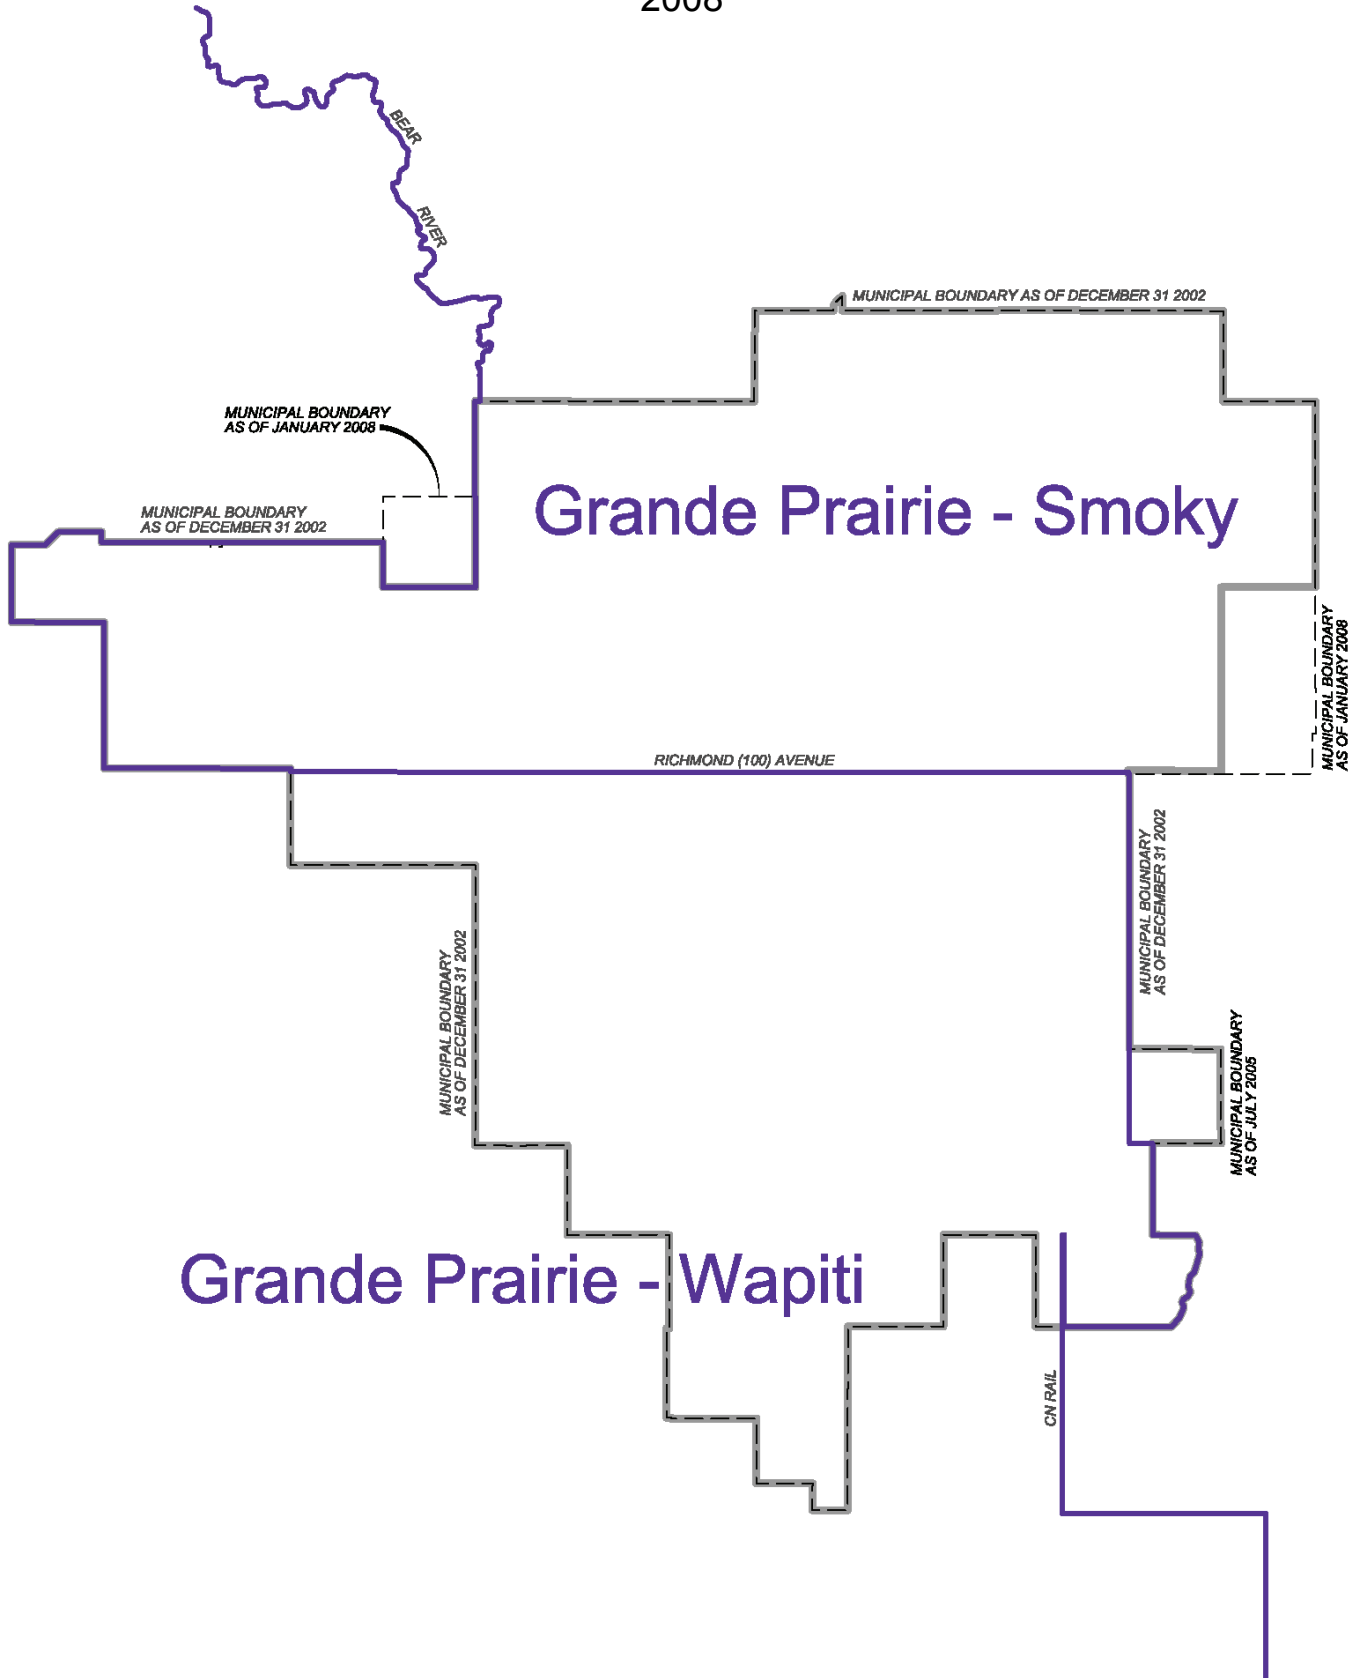 2008
BEAR
RIVER
MUNICIPAL BOUNDARY AS OF DECEMBER 31 2002
MUNICIPAL BOUNDARY
AS OF JANUARY 2008
MUNICIPAL BOUNDARY
AS OF DECEMBER 31 2002
Grande Prairie - Smoky
MUNICIPAL BOUNDARY
AS OF JANUARY 2008
RICHMOND (100) AVENUE
MUNICIPAL BOUNDARY
AS OF DECEMBER 31 2002
MUNICIPAL BOUNDARY
AS OF DECEMBER 31 2002
MUNICIPAL BOUNDARY
AS OF JULY 2005
Grande Prairie - Wapiti
CN RAIL